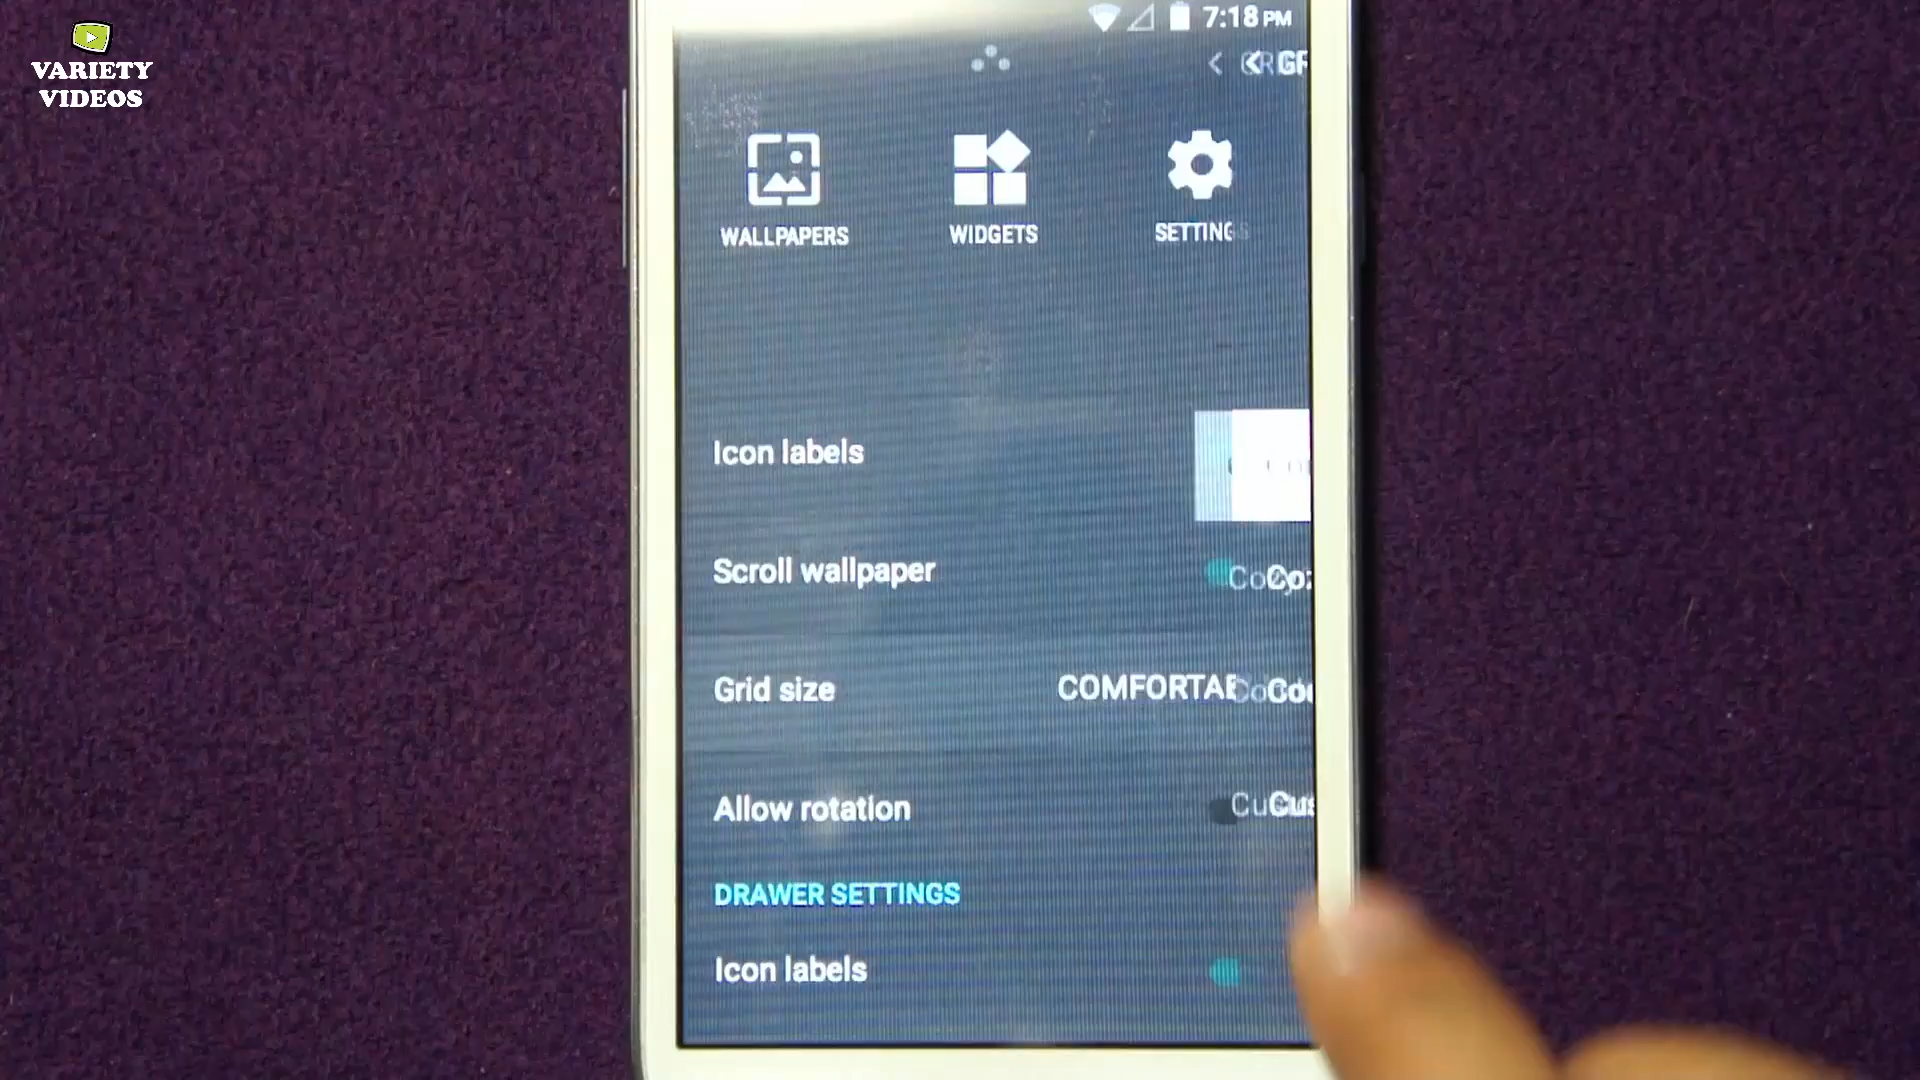 VARIETY
VIDEOS
7:18 PM
WALLPAPERS
WIDGETS
SETTINGS
Icon labels
Scroll wallpaper
Grid size
Allow rotation
DRAWER SETTINGS
Icon labels